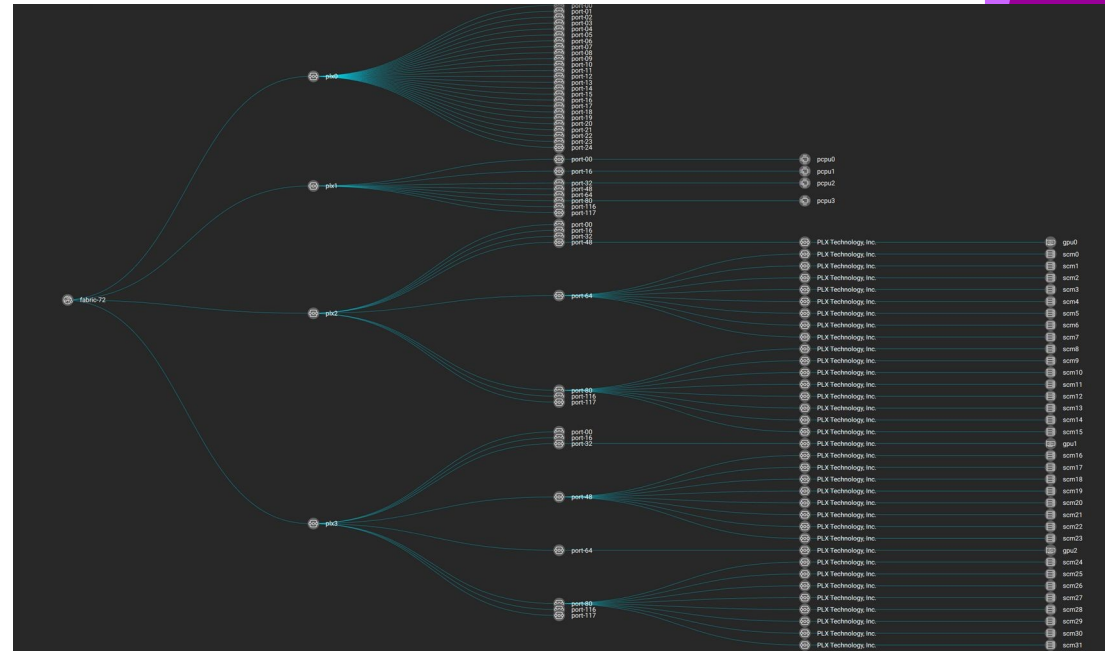 port-00
port-01
port-02
port-03
port-04
port-05
port-06
port-07
port-08
port-09
port-10
port-11
plx0
port-12
port-13
port-14
port-15
port-16
port-17
port-18
port-19
port-20
port-21
port-22
port-23
port-24
port-00 pcpu0
port-16 pcpu1
port-32 pcpu2
plx1
port-48
port-64
port-80 pcpu3
port-116
port-117
port-00
port-16
port-32
port-48 PLX Technology, Inc. gpu0
PLX Technology, Inc. scm0
PLX Technology, Inc. scm1
PLX Technology, Inc. scm2
PLX Technology, Inc. scm3
port-64
fabric-72
PLX Technology, Inc. scm4
PLX Technology, Inc. scm5
plx2
PLX Technology, Inc. scm6
PLX Technology, Inc. scm7
PLX Technology, Inc. scm8
PLX Technology, Inc. scm9
PLX Technology, Inc. scm10
PLX Technology, Inc. scm11
port-80
port-116
PLX Technology, Inc. scm12
port-117
PLX Technology, Inc. scm13
PLX Technology, Inc. scm14
PLX Technology, Inc. scm15
port-00
port-16
port-32 PLX Technology, Inc. gpu1
PLX Technology, Inc. scm16
PLX Technology, Inc. scm17
PLX Technology, Inc. scm18
PLX Technology, Inc. scm19
port-48
PLX Technology, Inc. scm20
PLX Technology, Inc. scm21
plx3
PLX Technology, Inc. scm22
PLX Technology, Inc. scm23
port-64 PLX Technology, Inc. gpu2
PLX Technology, Inc. scm24
PLX Technology, Inc. scm25
PLX Technology, Inc. scm26
PLX Technology, Inc. scm27
port-80
port-116
PLX Technology, Inc. scm28
port-117
PLX Technology, Inc. scm29
PLX Technology, Inc. scm30
PLX Technology, Inc. scm31